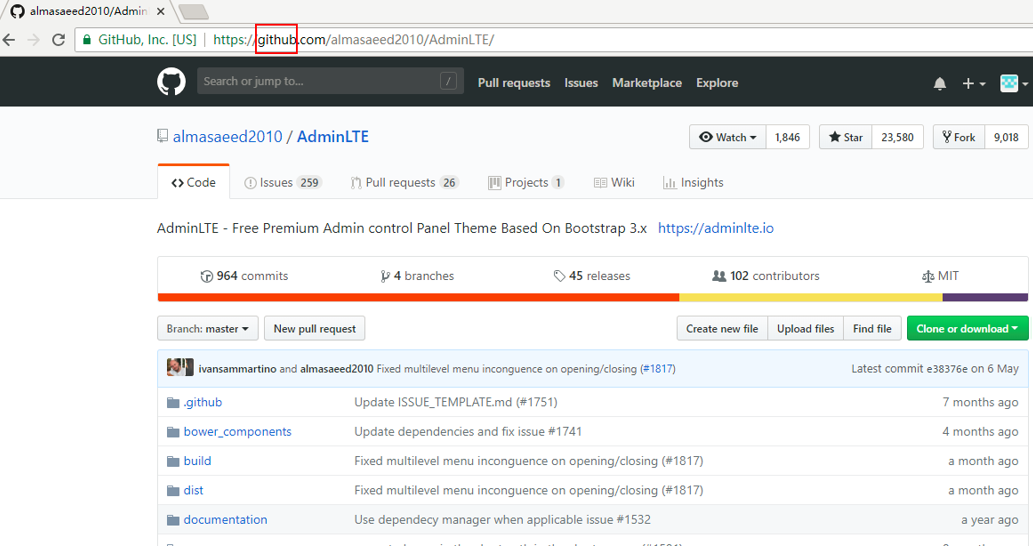 almasaeed2010/Admin
GitHub, Inc. [US] | https://github.com/almasaeed2010/AdminLTE/
Search or jump to... / Pull requests Issues Marketplace Explore
almasaeed2010 / AdminLTE Watch 1,846 Star 23,580 Fork 9,018
Code Issues 259 Pull requests 26 Projects 1 Wiki Insights
AdminLTE - Free Premium Admin control Panel Theme Based On Bootstrap 3.x https://adminlte.io
964 commits 4 branches 45 releases 102 contributors MIT
Branch: master New pull request Create new file Upload files Find file Clone or download
ivansammartino and almasaeed2010 Fixed multilevel menu inconguence on opening/closing (#1817) Latest commit e38376e on 6 May
.github Update ISSUE_TEMPLATE.md (#1751) 7 months ago
bower_components Update dependencies and fix issue #1741 4 months ago
build Fixed multilevel menu inconguence on opening/closing (#1817) a month ago
dist Fixed multilevel menu inconguence on opening/closing (#1817) a month ago
documentation Use dependecy manager when applicable issue #1532 a year ago